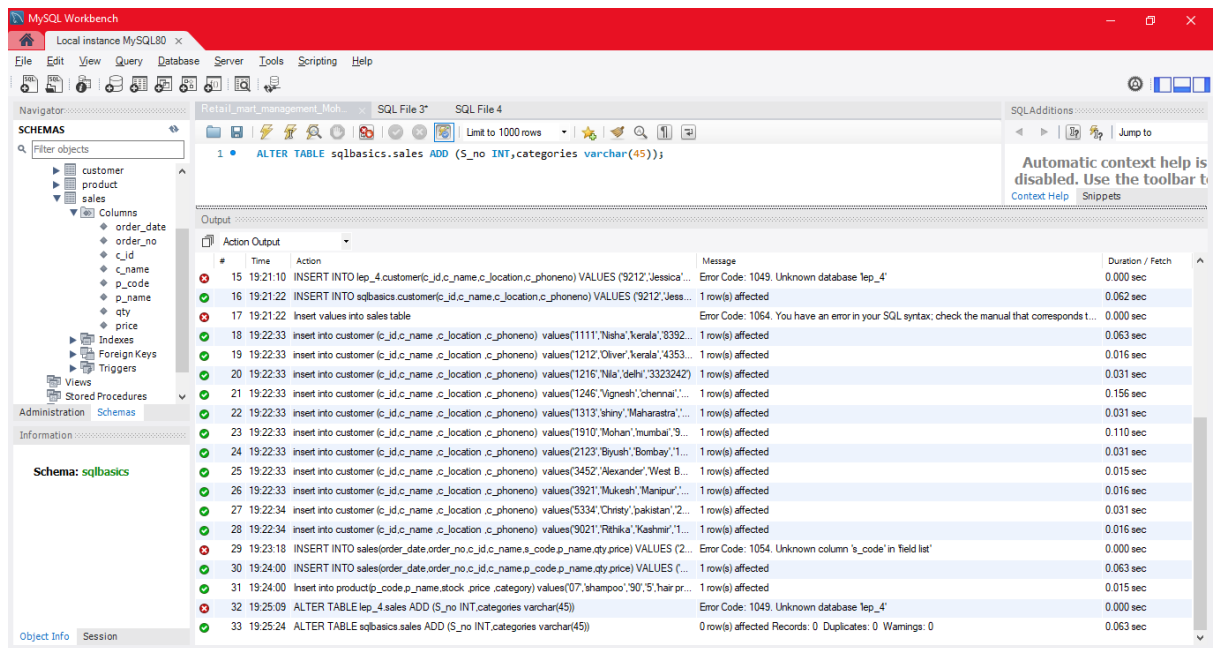 MySQL Workbench
Local instance MySQL80
File Edit View Query Database Server Tools Scripting Help
Navigator
SCHEMAS
Filter objects
customer
product
sales
Columns
order_date
order_no
c_id
c_name
p_code
p_name
qty
price
Indexes
Foreign Keys
Triggers
Views
Stored Procedures
Administration Schemas
Information
Schema: sqlbasics
Object Info Session
Retail_mart_management_Moh... SQL File 3* SQL File 4
Limit to 1000 rows
1 ALTER TABLE sqlbasics.sales ADD (S_no INT,categories varchar(45));
SQLAdditions
Jump to
Automatic context help is
disabled. Use the toolbar t
Context Help Snippets
Output
Action Output
# Time Action Message Duration / Fetch
15 19:21:10 INSERT INTO lep_4.customer(c_id,c_name,c_location,c_phoneno) VALUES ('9212','Jessica'... Error Code: 1049. Unknown database 'lep_4' 0.000 sec
16 19:21:22 INSERT INTO sqlbasics.customer(c_id,c_name,c_location,c_phoneno) VALUES ('9212','Jess... 1 row(s) affected 0.062 sec
17 19:21:22 Insert values into sales table Error Code: 1064. You have an error in your SQL syntax; check the manual that corresponds t... 0.000 sec
18 19:22:33 insert into customer (c_id,c_name ,c_location ,c_phoneno) values('1111','Nisha','kerala','8392... 1 row(s) affected 0.063 sec
19 19:22:33 insert into customer (c_id,c_name ,c_location ,c_phoneno) values('1212','Oliver','kerala','4353... 1 row(s) affected 0.016 sec
20 19:22:33 insert into customer (c_id,c_name ,c_location ,c_phoneno) values('1216','Nila','delhi','3323242') 1 row(s) affected 0.031 sec
21 19:22:33 insert into customer (c_id,c_name ,c_location ,c_phoneno) values('1246','Vignesh','chennai','... 1 row(s) affected 0.156 sec
22 19:22:33 insert into customer (c_id,c_name ,c_location ,c_phoneno) values('1313','shiny','Maharastra','... 1 row(s) affected 0.031 sec
23 19:22:33 insert into customer (c_id,c_name ,c_location ,c_phoneno) values('1910','Mohan','mumbai','9... 1 row(s) affected 0.110 sec
24 19:22:33 insert into customer (c_id,c_name ,c_location ,c_phoneno) values('2123','Biyush','Bombay','1... 1 row(s) affected 0.031 sec
25 19:22:33 insert into customer (c_id,c_name ,c_location ,c_phoneno) values('3452','Alexander','West B... 1 row(s) affected 0.015 sec
26 19:22:33 insert into customer (c_id,c_name ,c_location ,c_phoneno) values('3921','Mukesh','Manipur','... 1 row(s) affected 0.016 sec
27 19:22:34 insert into customer (c_id,c_name ,c_location ,c_phoneno) values('5334','Christy','pakistan','2... 1 row(s) affected 0.031 sec
28 19:22:34 insert into customer (c_id,c_name ,c_location ,c_phoneno) values('9021','Rithika','Kashmir','1... 1 row(s) affected 0.016 sec
29 19:23:18 INSERT INTO sales(order_date,order_no,c_id,c_name,s_code,p_name,qty,price) VALUES ('2... Error Code: 1054. Unknown column 's_code' in 'field list' 0.000 sec
30 19:24:00 INSERT INTO sales(order_date,order_no,c_id,c_name,p_code,p_name,qty,price) VALUES ('... 1 row(s) affected 0.063 sec
31 19:24:00 Insert into product(p_code,p_name,stock ,price ,category) values('07','shampoo','90','5','hair pr... 1 row(s) affected 0.015 sec
32 19:25:09 ALTER TABLE lep_4.sales ADD (S_no INT,categories varchar(45)) Error Code: 1049. Unknown database 'lep_4' 0.000 sec
33 19:25:24 ALTER TABLE sqlbasics.sales ADD (S_no INT,categories varchar(45)) 0 row(s) affected Records: 0 Duplicates: 0 Warnings: 0 0.063 sec